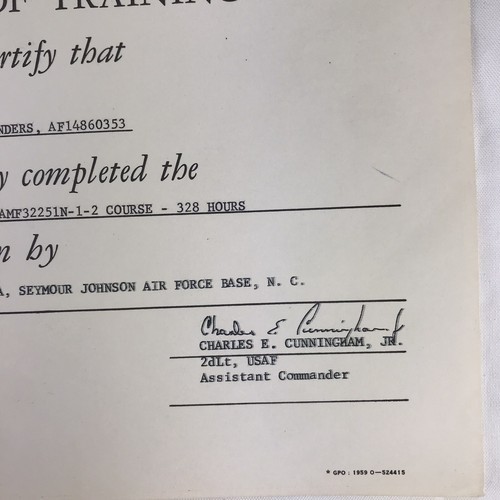 OF TRAINING
rtify that
NDERS, AF14860353
y completed the
AMF32251N-1-2 COURSE - 328 HOURS
n by
A, SEYMOUR JOHNSON AIR FORCE BASE, N. C.
Charles E Cunningham Jr
CHARLES E. CUNNINGHAM, JR.
2dLt, USAF
Assistant Commander
* GPO : 1959 O—524415